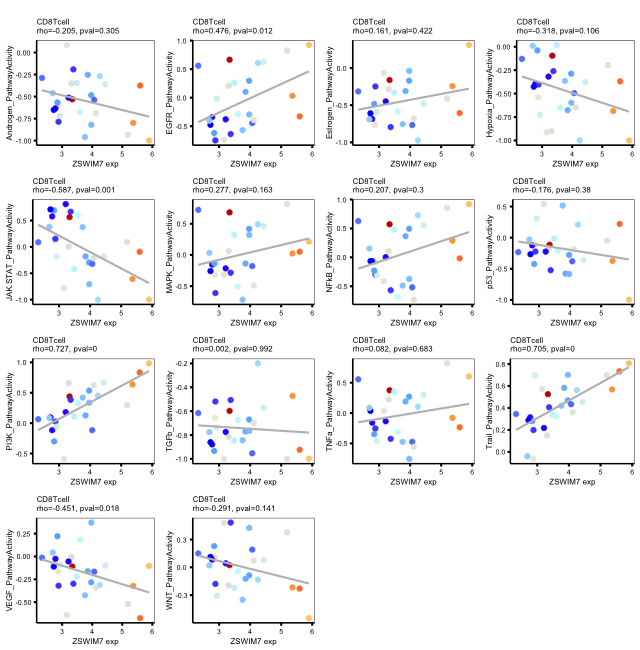 CD8Tcell
rho=-0.205, pval=0.305
Androgen_PathwayActivity
0.00
-0.25
-0.50
-0.75
-1.00
3
4
5
6
ZSWIM7 exp
CD8Tcell
rho=0.476, pval=0.012
EGFR_PathwayActivity
1.0
0.5
0.0
-0.5
3
4
5
6
ZSWIM7 exp
CD8Tcell
rho=0.161, pval=0.422
Estrogen_PathwayActivity
0.5
0.0
-0.5
-1.0
3
4
5
6
ZSWIM7 exp
CD8Tcell
rho=-0.318, pval=0.106
Hypoxia_PathwayActivity
0.00
-0.25
-0.50
-0.75
-1.00
3
4
5
6
ZSWIM7 exp
CD8Tcell
rho=-0.587, pval=0.001
JAK.STAT_PathwayActivity
0.5
0.0
-0.5
-1.0
3
4
5
6
ZSWIM7 exp
CD8Tcell
rho=0.277, pval=0.163
MAPK_PathwayActivity
0.5
0.0
-0.5
3
4
5
6
ZSWIM7 exp
CD8Tcell
rho=0.207, pval=0.3
NFkB_PathwayActivity
1.0
0.5
0.0
-0.5
3
4
5
6
ZSWIM7 exp
CD8Tcell
rho=-0.176, pval=0.38
p53_PathwayActivity
0.5
0.0
-0.5
-1.0
3
4
5
6
ZSWIM7 exp
CD8Tcell
rho=0.727, pval=0
PI3K_PathwayActivity
1.0
0.5
0.0
-0.5
3
4
5
6
ZSWIM7 exp
CD8Tcell
rho=0.002, pval=0.992
TGFb_PathwayActivity
-0.2
-0.4
-0.6
-0.8
-1.0
3
4
5
6
ZSWIM7 exp
CD8Tcell
rho=0.082, pval=0.683
TNFa_PathwayActivity
0.5
0.0
-0.5
3
4
5
6
ZSWIM7 exp
CD8Tcell
rho=0.705, pval=0
Trail_PathwayActivity
0.8
0.6
0.4
0.2
0.0
3
4
5
6
ZSWIM7 exp
CD8Tcell
rho=-0.451, pval=0.018
VEGF_PathwayActivity
0.25
0.00
-0.25
-0.50
3
4
5
6
ZSWIM7 exp
CD8Tcell
rho=-0.291, pval=0.141
WNT_PathwayActivity
0.3
0.0
-0.3
3
4
5
6
ZSWIM7 exp